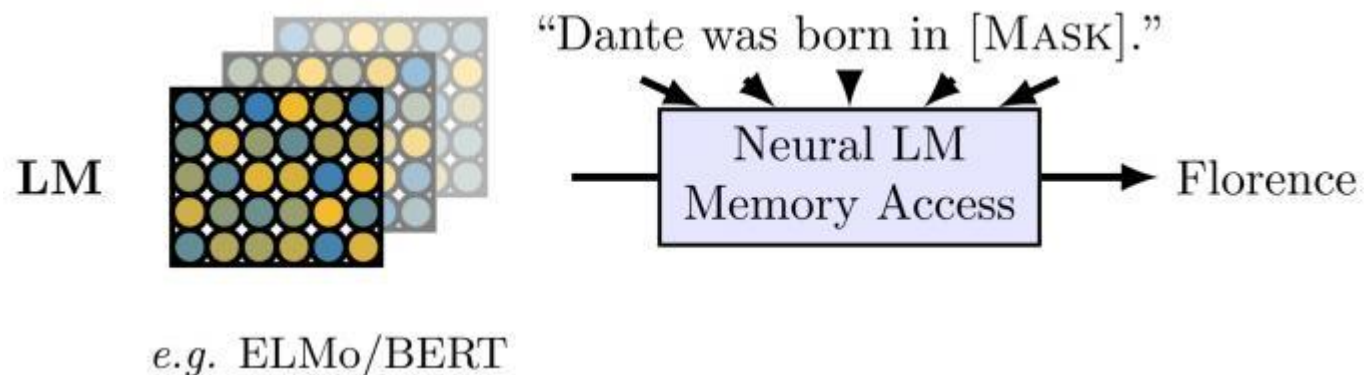 “Dante was born in [MASK].”
Neural LM
Memory Access
LM
Florence
e.g. ELMo/BERT